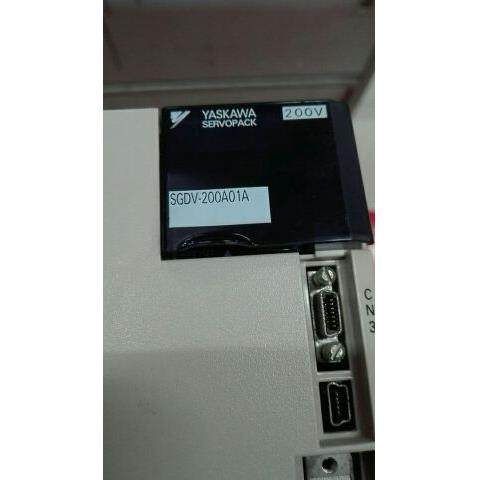 YASKAWA
SERVOPACK
200V
SGDV-200A01A
C
N
3